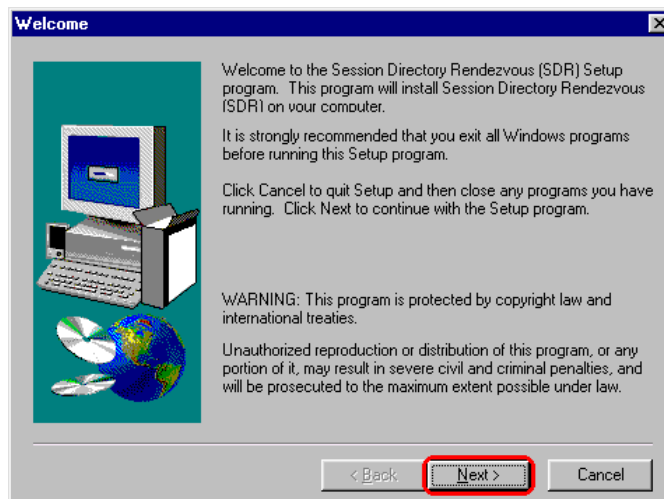 Welcome
Welcome to the Session Directory Rendezvous (SDR) Setup
program. This program will install Session Directory Rendezvous
(SDR) on your computer.
It is strongly recommended that you exit all Windows programs
before running this Setup program.
Click Cancel to quit Setup and then close any programs you have
running. Click Next to continue with the Setup program.
WARNING: This program is protected by copyright law and
international treaties.
Unauthorized reproduction or distribution of this program, or any
portion of it, may result in severe civil and criminal penalties, and
will be prosecuted to the maximum extent possible under law.
< Back Next > Cancel